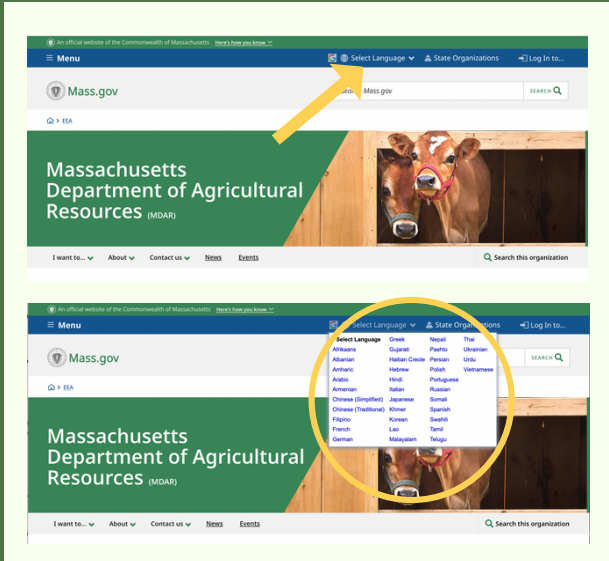 An official website of the Commonwealth of Massachusetts Here's how you know
Menu
Select Language State Organizations Log In to...
Mass.gov
Mass.gov SEARCH
EEA
Massachusetts
Department of Agricultural
Resources (MDAR)
I want to... About Contact us News Events Search this organization
An official website of the Commonwealth of Massachusetts Here's how you know
Menu
Select Language State Organizations Log In to...
Select Language Greek Nepali Thai
Afrikaans Gujarati Pashto Ukrainian
Albanian Haitian Creole Persian Urdu
Amharic Hebrew Polish Vietnamese
Arabic Hindi Portuguese
Armenian Italian Russian
Chinese (Simplified) Japanese Somali
Chinese (Traditional) Khmer Spanish
Filipino Korean Swahili
French Lao Tamil
German Malayalam Telugu
Mass.gov SEARCH
EEA
Massachusetts
Department of Agricultural
Resources (MDAR)
I want to... About Contact us News Events Search this organization